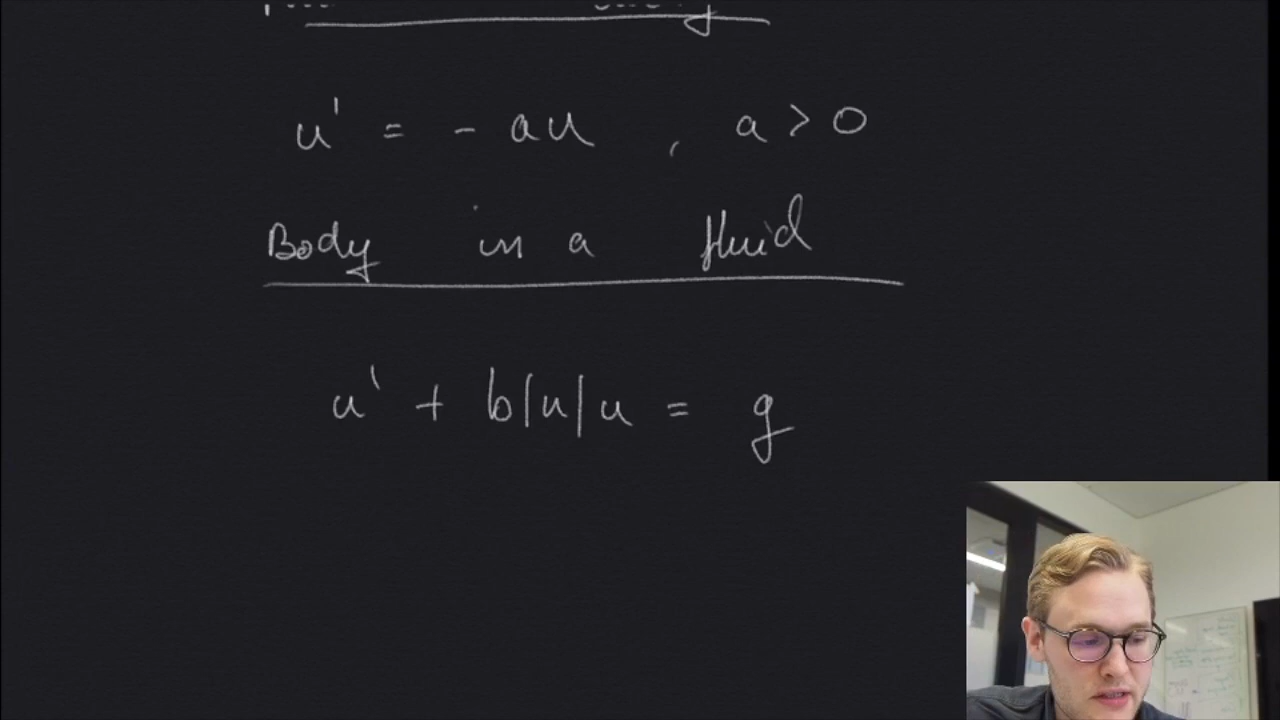 u' = - au , a > 0
Body in a fluid
u' + b|u|u = g